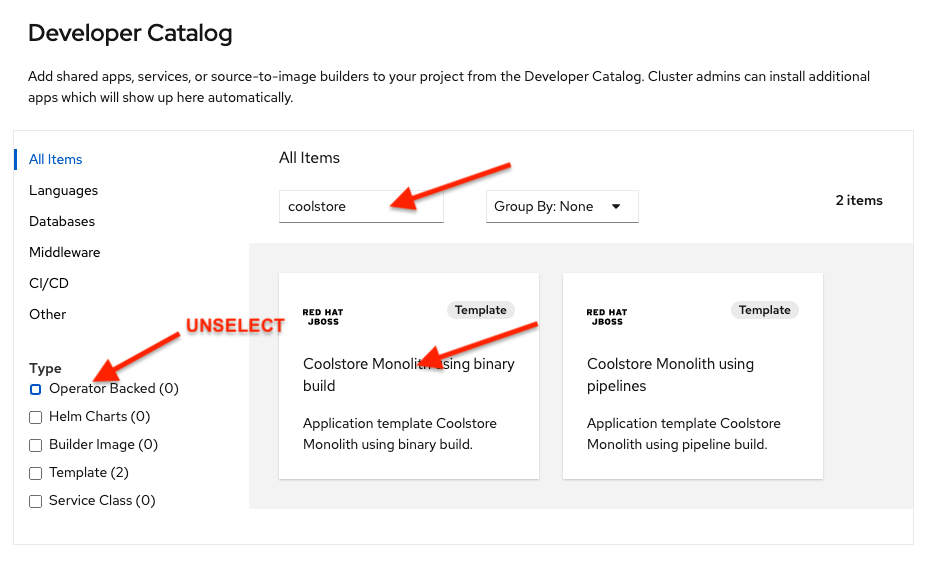 Developer Catalog
Add shared apps, services, or source-to-image builders to your project from the Developer Catalog. Cluster admins can install additional
apps which will show up here automatically.
All Items
Languages
Databases
Middleware
CI/CD
Other
UNSELECT
Type
Operator Backed (0)
Helm Charts (0)
Builder Image (0)
Template (2)
Service Class (0)
All Items
coolstore
Group By: None
2 items
RED HAT
JBOSS
Template
Coolstore Monolith using binary
build
Application template Coolstore
Monolith using binary build.
RED HAT
JBOSS
Template
Coolstore Monolith using
pipelines
Application template Coolstore
Monolith using pipeline build.